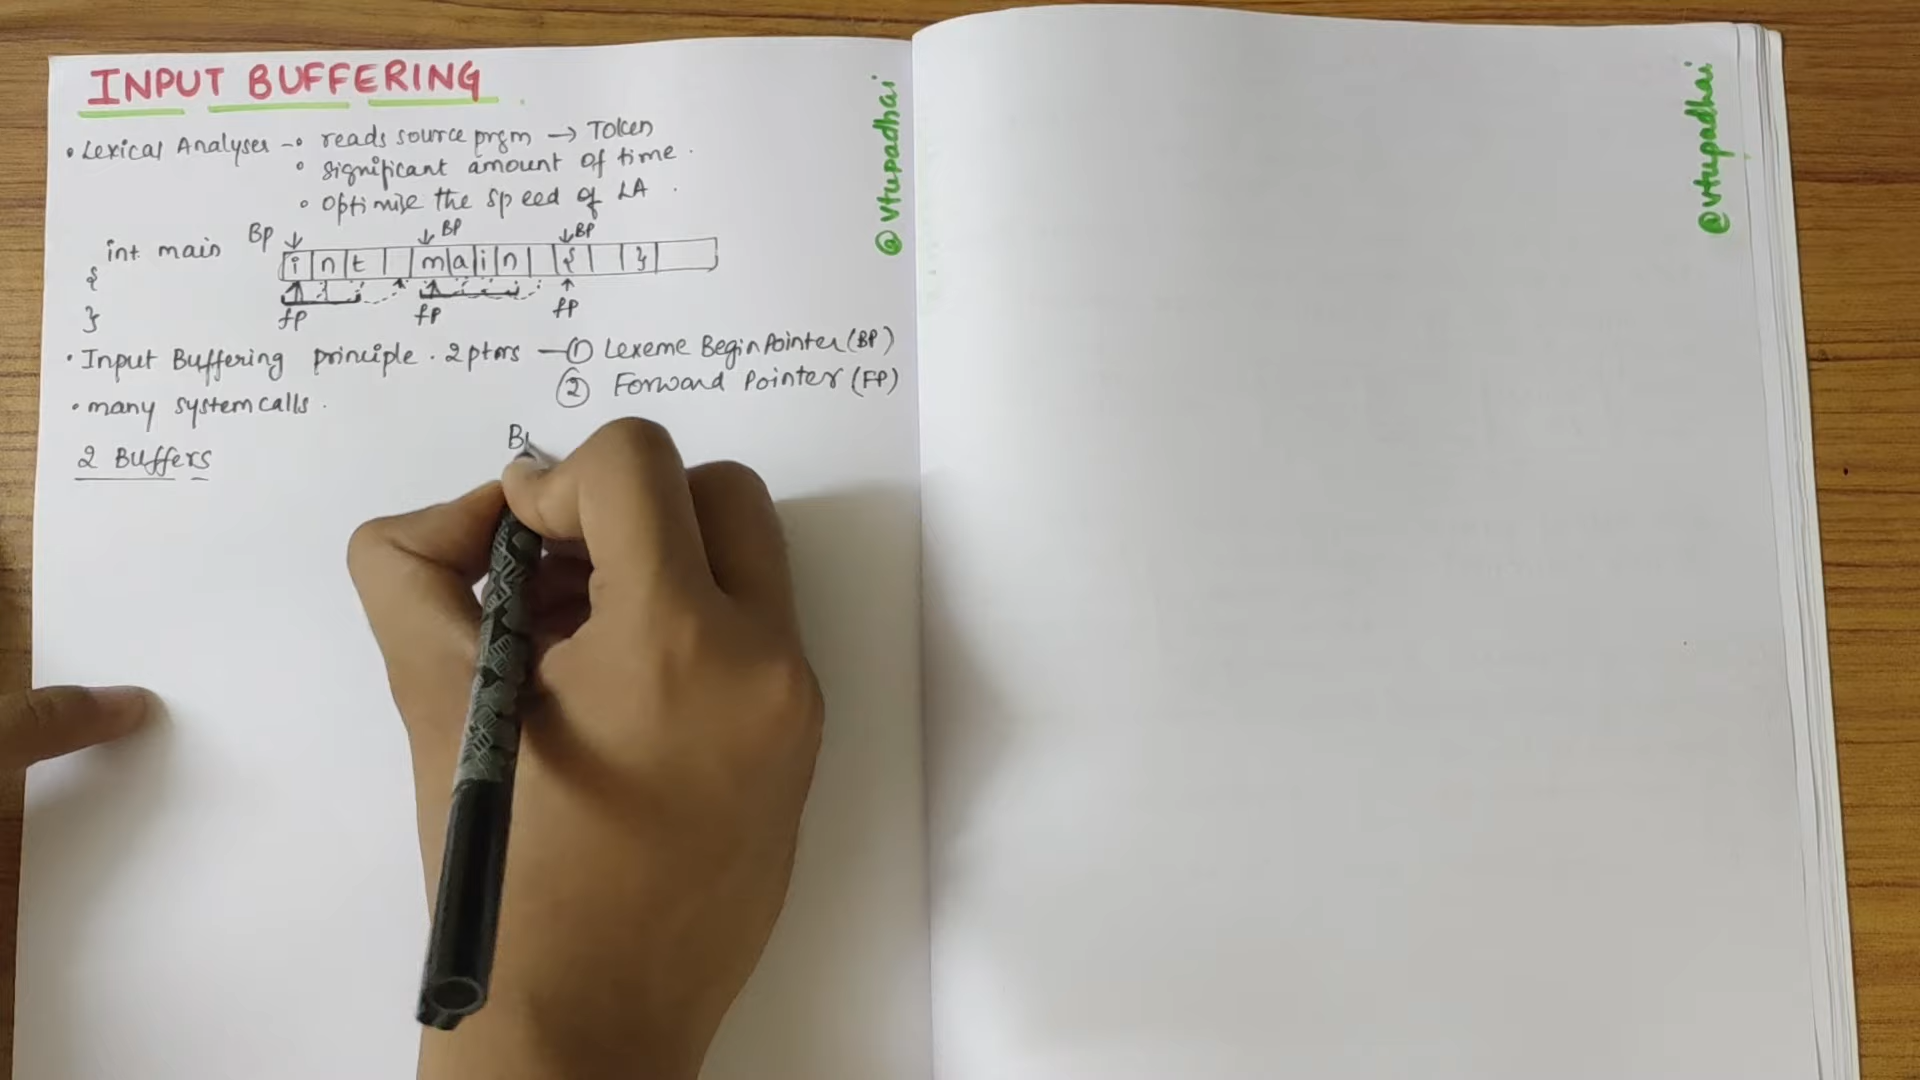 INPUT BUFFERING
• Lexical Analyser - • reads source prgm → Token
• significant amount of time.
• optimize the speed of LA.
BP ↓ ↓ BP ↓ BP
int main
i n t m a i n { }
{
fp fp fp
}
• Input Buffering principle. 2 ptors — ① Lexeme Begin Pointer (BP)
② Forward Pointer (FP)
• many system calls.
2 Buffers
@vtupadhai
@vtupadhai